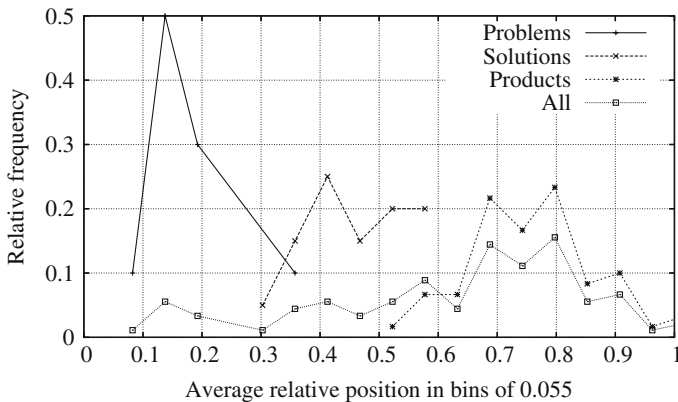 0.5
0.4
0.3
0.2
0.1
0
Relative frequency
Problems
Solutions
Products
All
0 0.1 0.2 0.3 0.4 0.5 0.6 0.7 0.8 0.9 1
Average relative position in bins of 0.055